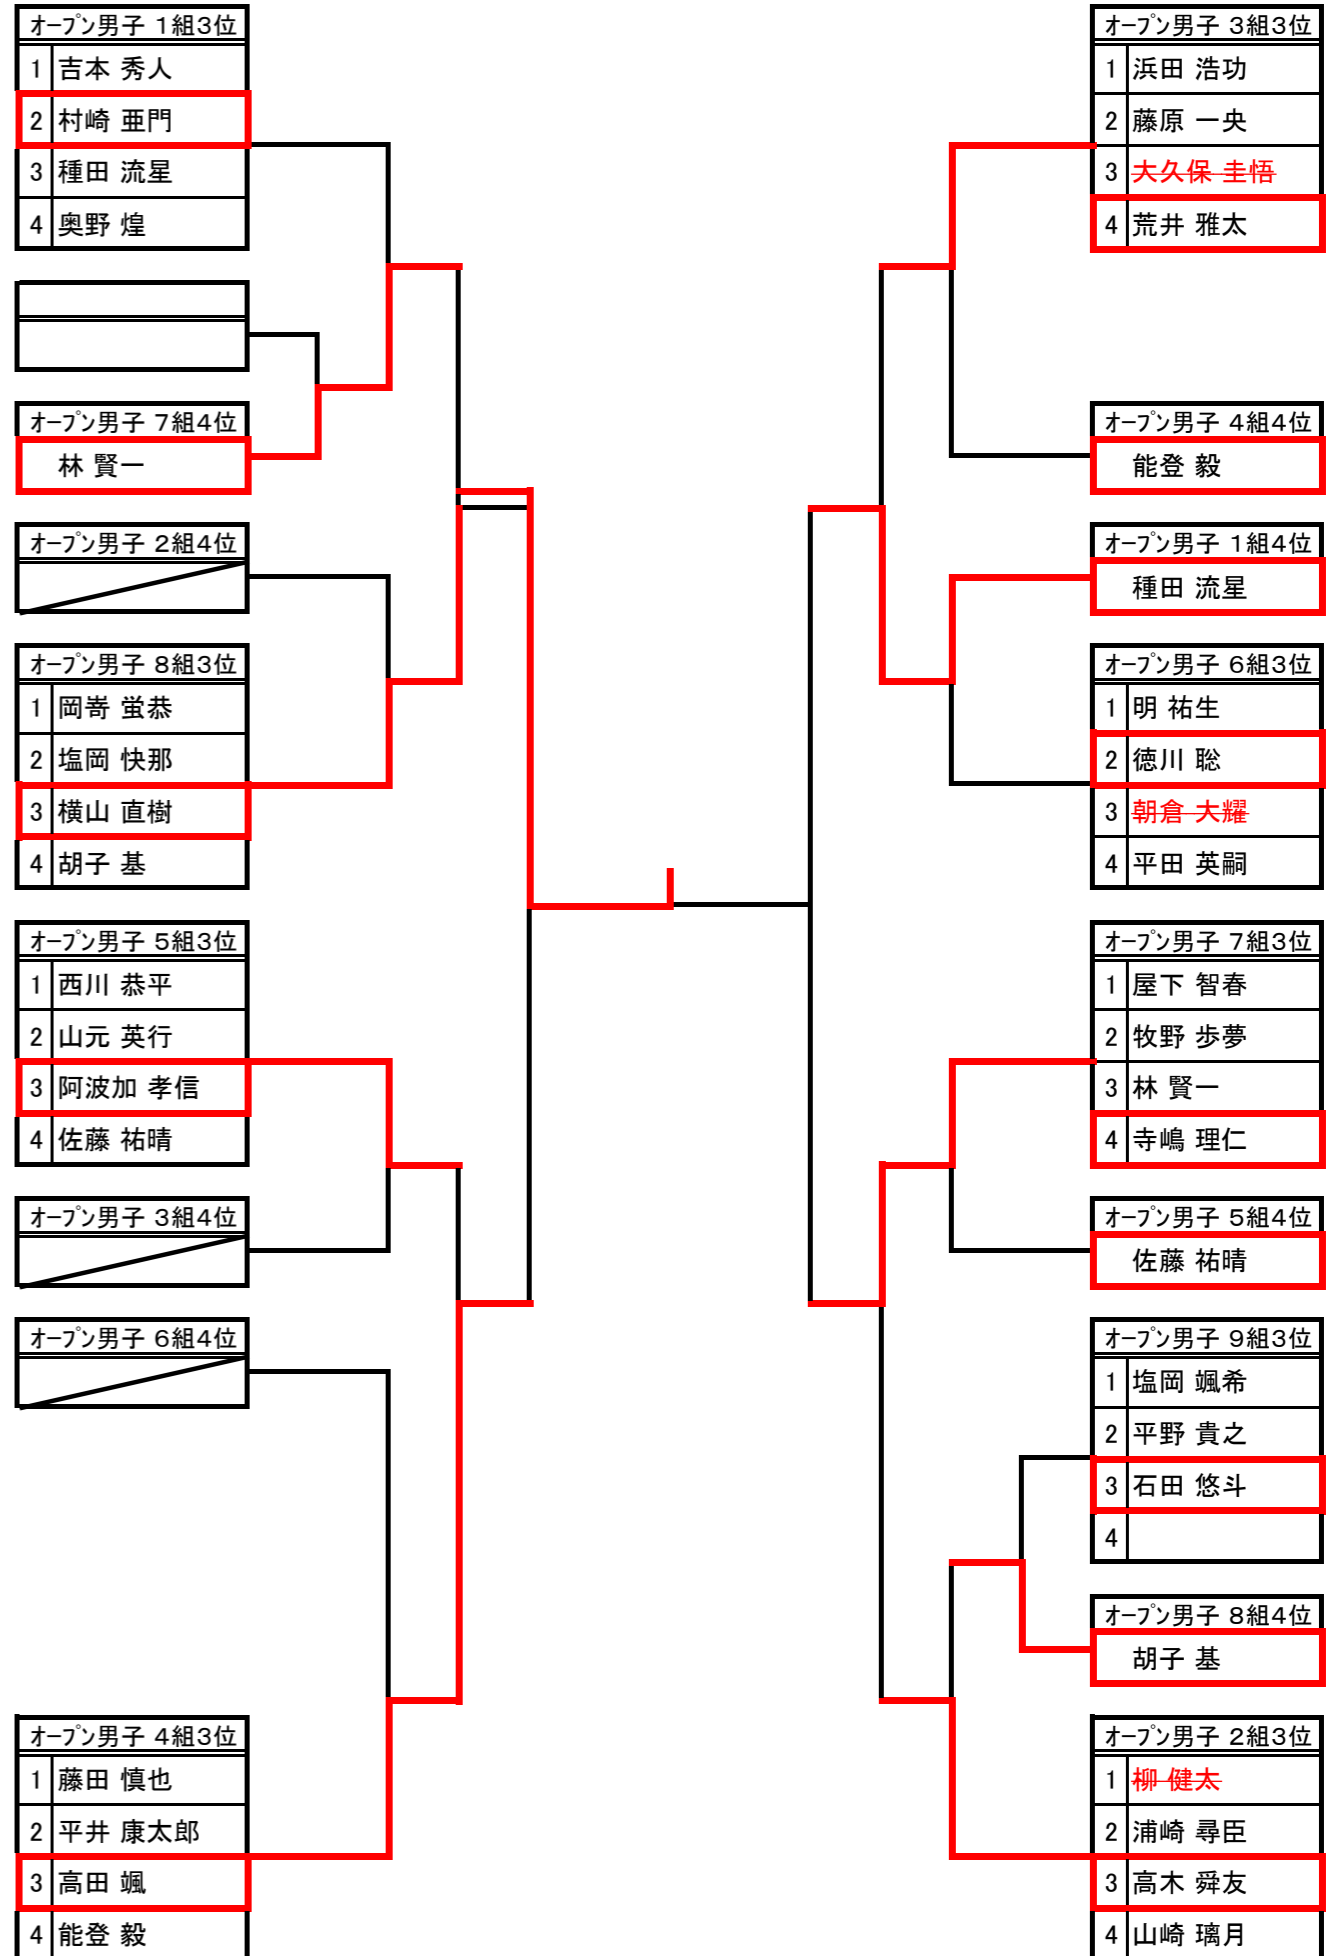 オープン男子 1組3位
1 吉本 秀人
2 村崎 亜門
3 種田 流星
4 奥野 煌
オープン男子 7組4位
林 賢一
オープン男子 2組4位
オープン男子 8組3位
1 岡嵜 蛍恭
2 塩岡 快那
3 横山 直樹
4 胡子 基
オープン男子 5組3位
1 西川 恭平
2 山元 英行
3 阿波加 孝信
4 佐藤 祐晴
オープン男子 3組4位
オープン男子 6組4位
オープン男子 4組3位
1 藤田 慎也
2 平井 康太郎
3 高田 颯
4 能登 毅
オープン男子 3組3位
1 浜田 浩功
2 藤原 一央
3 大久保 圭悟
4 荒井 雅太
オープン男子 4組4位
能登 毅
オープン男子 1組4位
種田 流星
オープン男子 6組3位
1 明 祐生
2 徳川 聡
3 朝倉 大耀
4 平田 英嗣
オープン男子 7組3位
1 屋下 智春
2 牧野 歩夢
3 林 賢一
4 寺嶋 理仁
オープン男子 5組4位
佐藤 祐晴
オープン男子 9組3位
1 塩岡 颯希
2 平野 貴之
3 石田 悠斗
4
オープン男子 8組4位
胡子 基
オープン男子 2組3位
1 柳 健太
2 浦崎 尋臣
3 高木 舜友
4 山崎 璃月